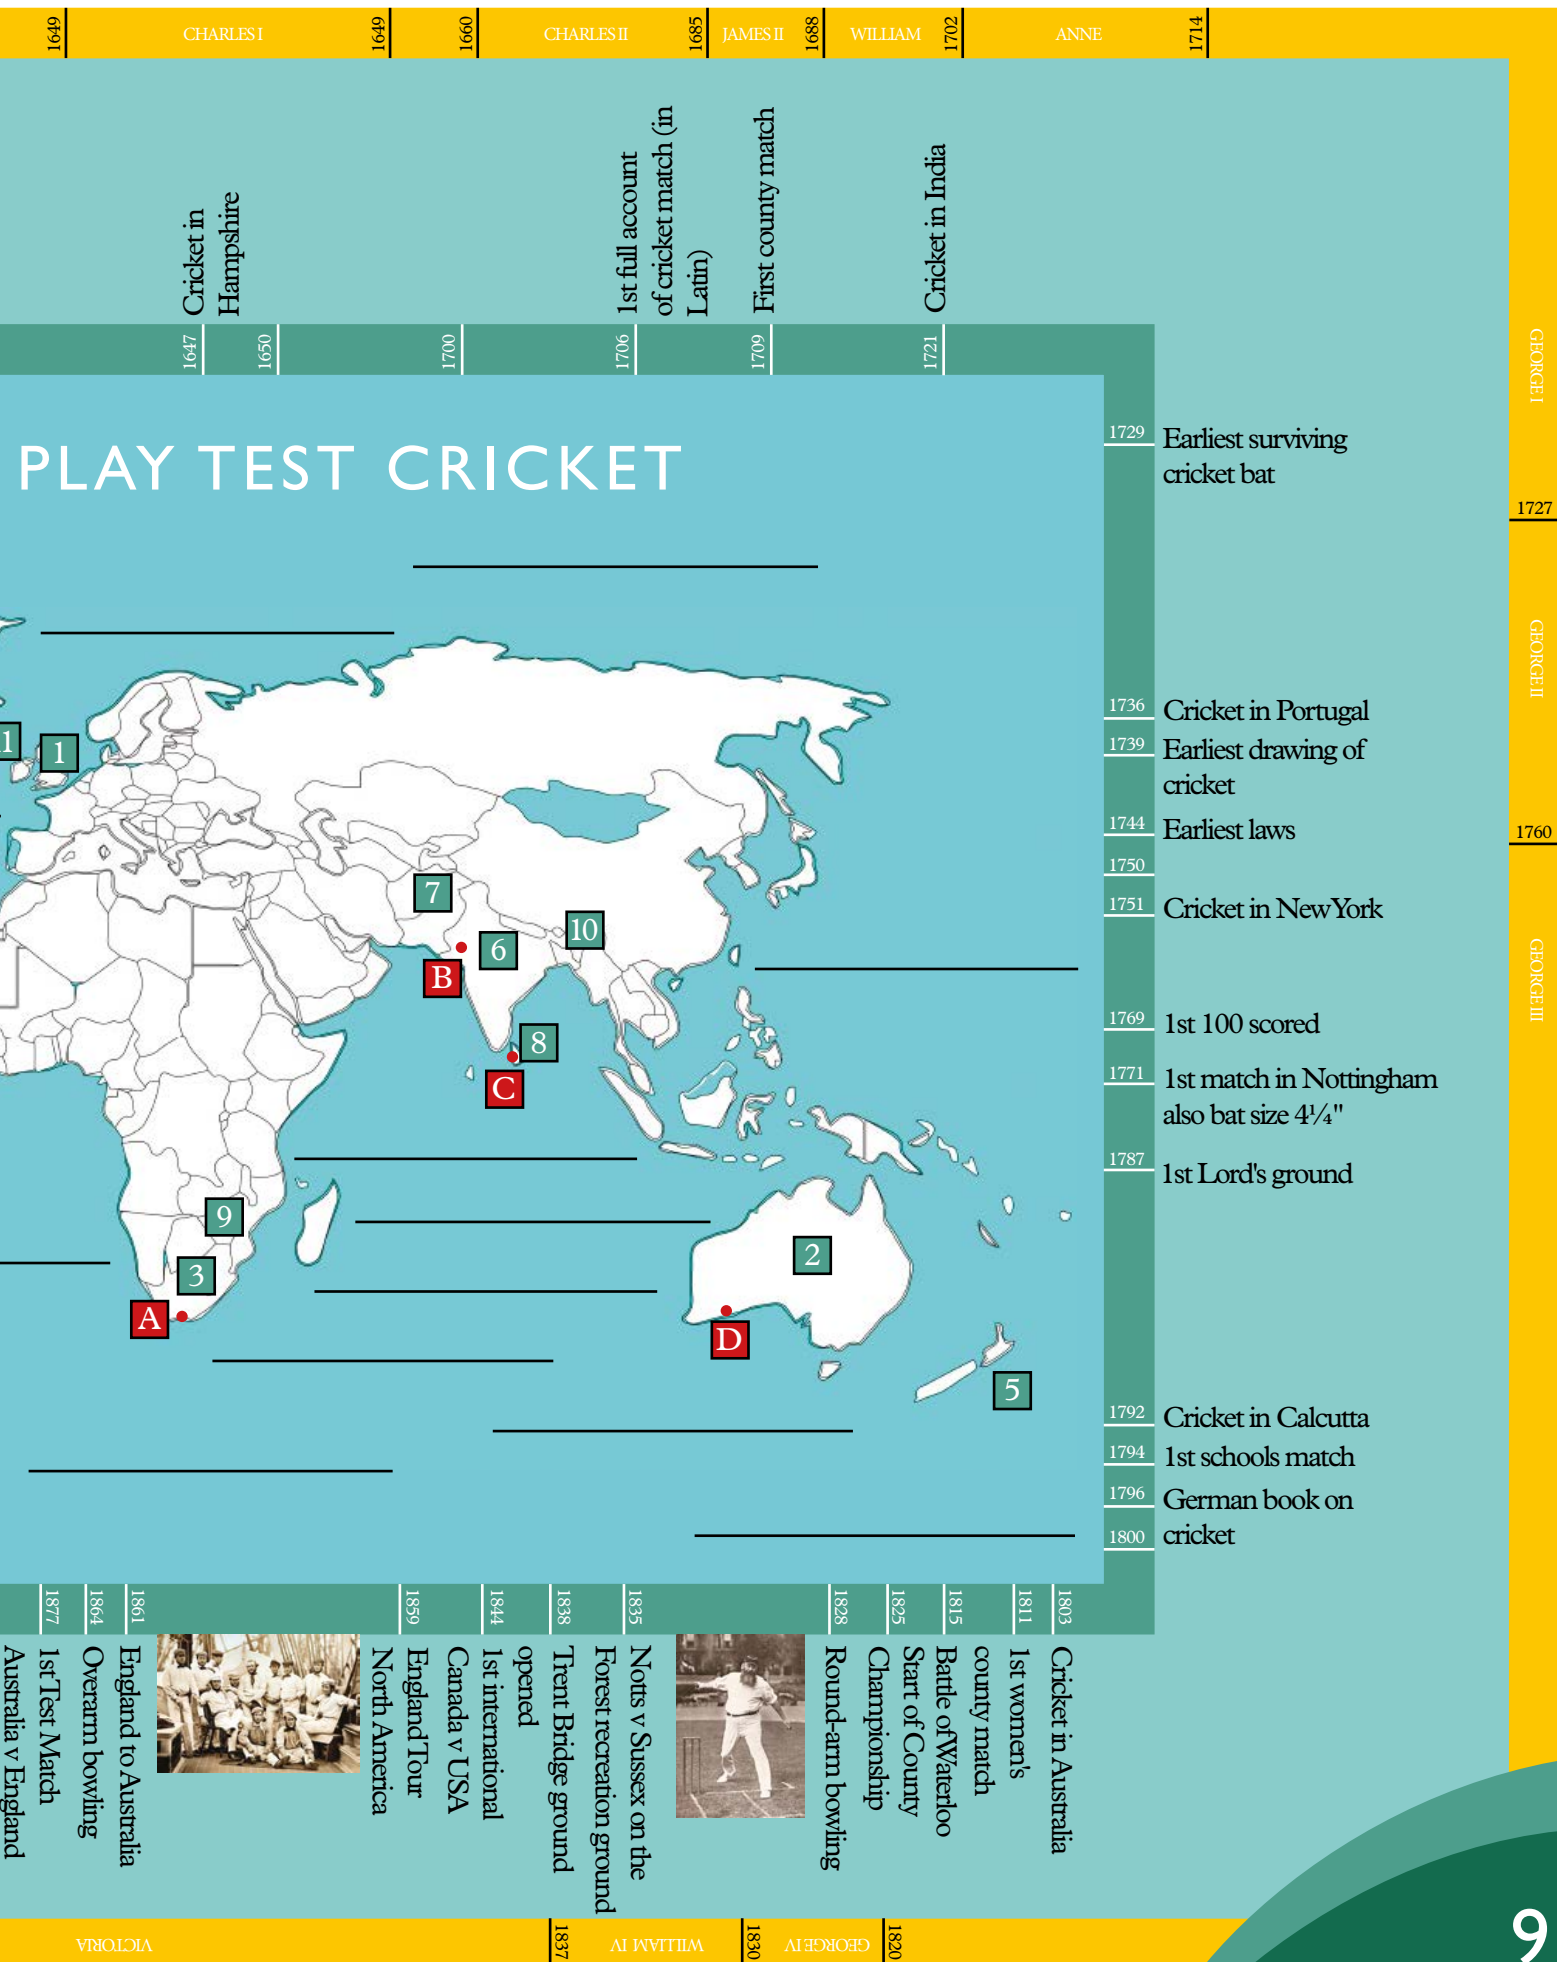 1649
CHARLES I
1649
1660
CHARLES II
1685
JAMES II
1688
WILLIAM
1702
ANNE
1714
GEORGE I
1727
GEORGE II
1760
GEORGE III
Cricket in
Hampshire
1st full account
of cricket match (in
Latin)
First county match
Cricket in India
1647
1650
1700
1706
1709
1721
PLAY TEST CRICKET
1729
Earliest surviving
cricket bat
1736
Cricket in Portugal
1739
Earliest drawing of
cricket
1744
Earliest laws
1750
1751
Cricket in New York
1769
1st 100 scored
1771
1st match in Nottingham
also bat size 4¼"
1787
1st Lord's ground
1792
Cricket in Calcutta
1794
1st schools match
1796
German book on
cricket
1800
1
7
10
6
B
8
C
9
3
A
2
D
5
1803
Cricket in Australia
1811
1st women's
county match
1815
Battle of Waterloo
1825
Start of County
Championship
1828
Round-arm bowling
1835
Notts v Sussex on the
Forest recreation ground
1838
Trent Bridge ground
opened
1844
1st international
Canada v USA
1859
England Tour
North America
1861
England to Australia
1864
Overarm bowling
1877
1st Test Match
Australia v England
1820
GEORGE IV
1830
WILLIAM IV
1837
VICTORIA
9